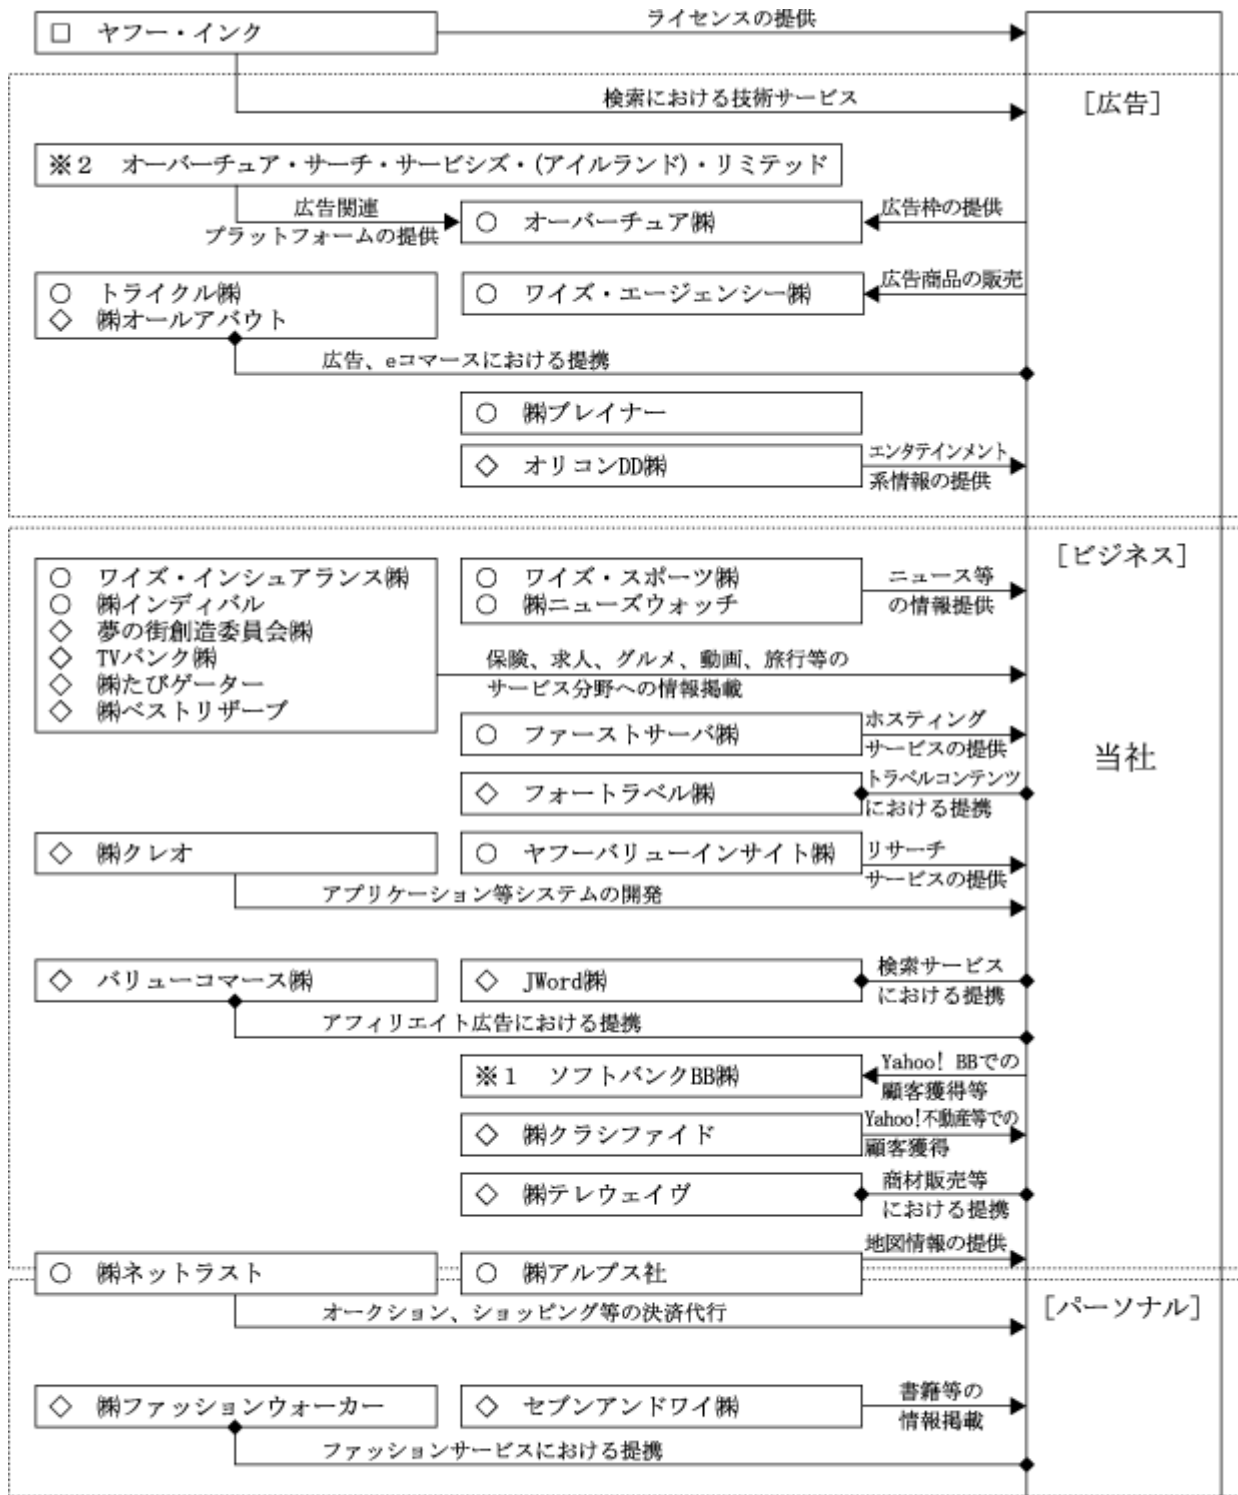 □ ヤフー・インク
ライセンスの提供
検索における技術サービス
［広告］
※2 オーバーチュア・サーチ・サービシズ・(アイルランド)・リミテッド
広告関連
プラットフォームの提供
○ オーバーチュア㈱
広告枠の提供
○ トライクル㈱
◇ ㈱オールアバウト
○ ワイズ・エージェンシー㈱
広告商品の販売
広告、eコマースにおける提携
○ ㈱ブレイナー
◇ オリコンDD㈱
エンタテインメント
系情報の提供
［ビジネス］
○ ワイズ・インシュアランス㈱
○ ㈱インディバル
◇ 夢の街創造委員会㈱
◇ TVバンク㈱
◇ ㈱たびゲーター
◇ ㈱ベストリザーブ
○ ワイズ・スポーツ㈱
○ ㈱ニューズウォッチ
ニュース等
の情報提供
保険、求人、グルメ、動画、旅行等の
サービス分野への情報掲載
○ ファーストサーバ㈱
ホスティング
サービスの提供
当社
◇ フォートラベル㈱
トラベルコンテンツ
における提携
◇ ㈱クレオ
○ ヤフーバリューインサイト㈱
リサーチ
サービスの提供
アプリケーション等システムの開発
◇ バリューコマース㈱
◇ JWord㈱
検索サービス
における提携
アフィリエイト広告における提携
※1 ソフトバンクBB㈱
Yahoo! BBでの
顧客獲得等
◇ ㈱クラシファイド
Yahoo!不動産等での
顧客獲得
◇ ㈱テレウェイヴ
商材販売等
における提携
○ ㈱ネットラスト
○ ㈱アルプス社
地図情報の提供
［パーソナル］
オークション、ショッピング等の決済代行
◇ ㈱ファッションウォーカー
◇ セブンアンドワイ㈱
書籍等の
情報掲載
ファッションサービスにおける提携